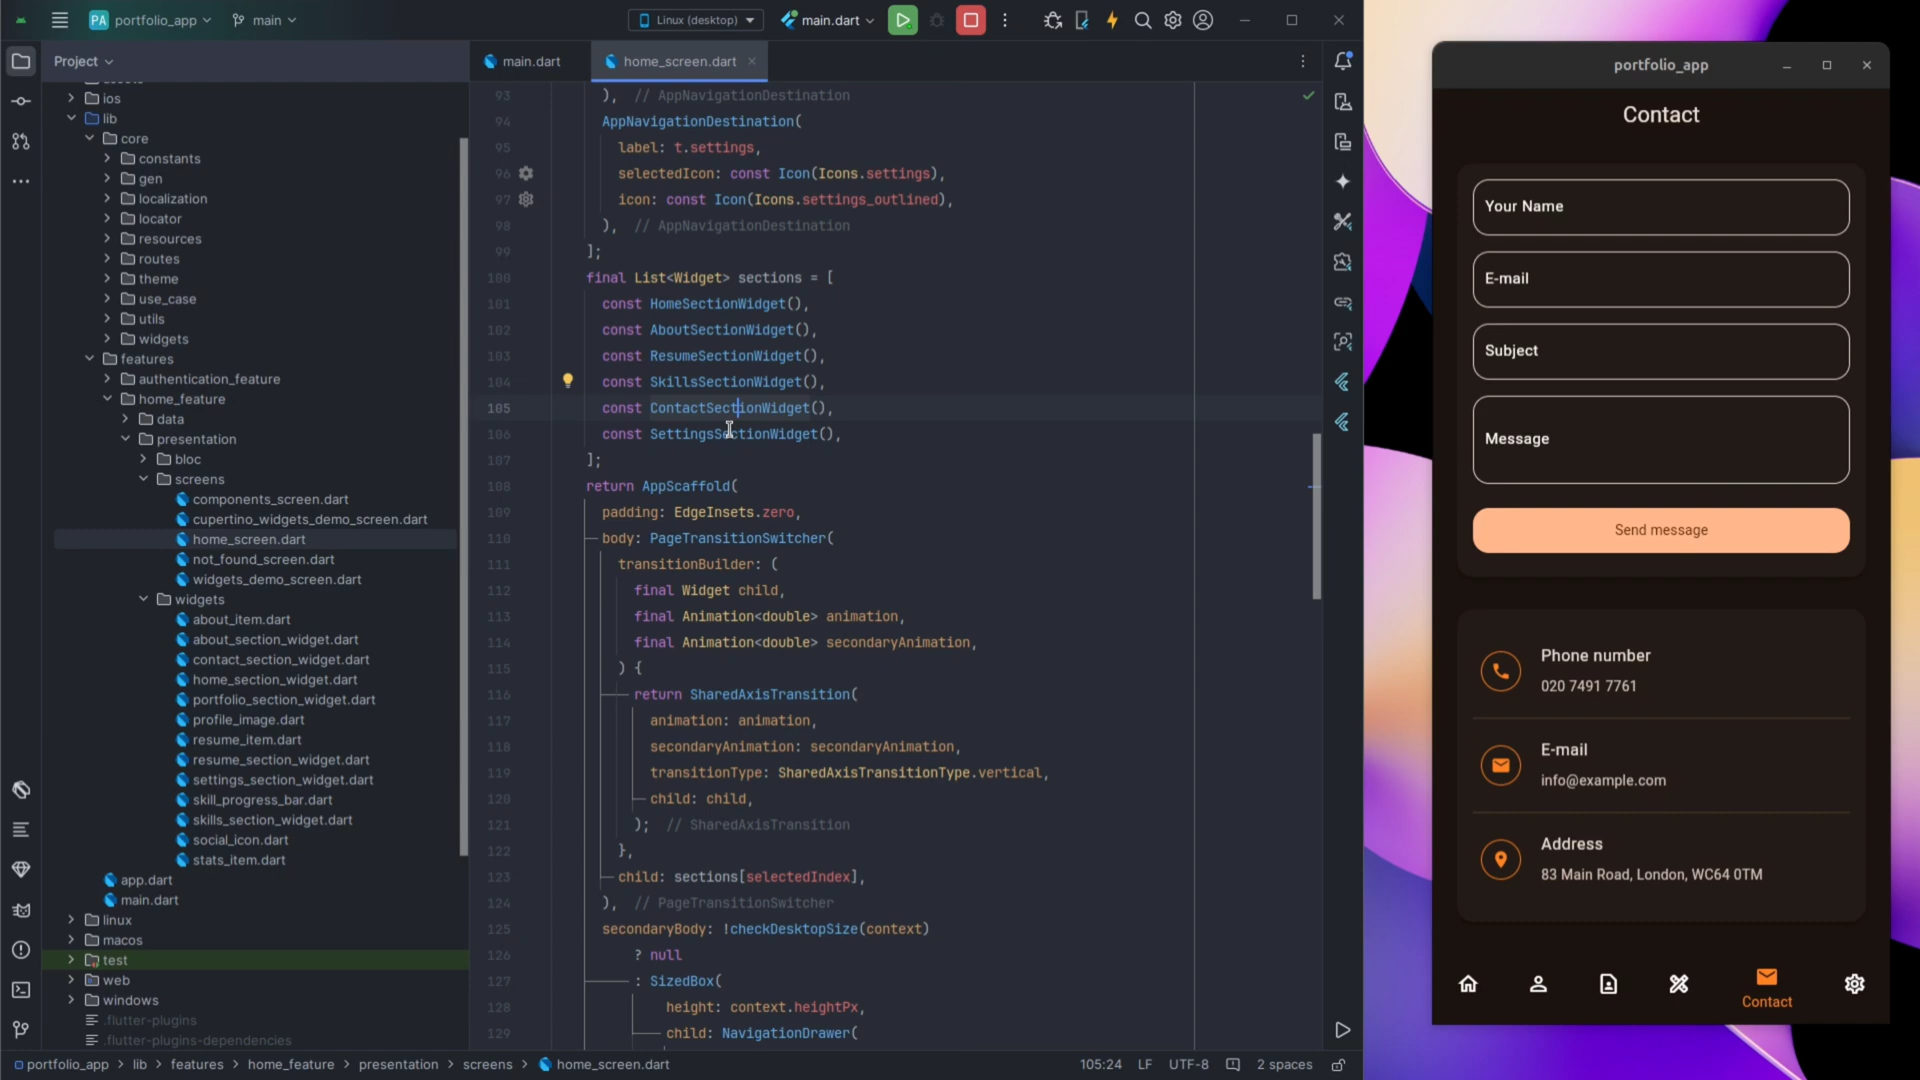 PA portfolio_app
main
Linux (desktop)
main.dart
Project
main.dart
home_screen.dart
ios
lib
core
constants
gen
localization
locator
resources
routes
theme
use_case
utils
widgets
features
authentication_feature
home_feature
data
presentation
bloc
screens
components_screen.dart
cupertino_widgets_demo_screen.dart
home_screen.dart
not_found_screen.dart
widgets_demo_screen.dart
widgets
about_item.dart
about_section_widget.dart
contact_section_widget.dart
home_section_widget.dart
portfolio_section_widget.dart
profile_image.dart
resume_item.dart
resume_section_widget.dart
settings_section_widget.dart
skill_progress_bar.dart
skills_section_widget.dart
social_icon.dart
stats_item.dart
app.dart
main.dart
linux
macos
test
web
windows
.flutter-plugins
.flutter-plugins-dependencies
93 ), // AppNavigationDestination
94 AppNavigationDestination(
95 label: t.settings,
96 selectedIcon: const Icon(Icons.settings),
97 icon: const Icon(Icons.settings_outlined),
98 ), // AppNavigationDestination
99 ];
100 final List<Widget> sections = [
101 const HomeSectionWidget(),
102 const AboutSectionWidget(),
103 const ResumeSectionWidget(),
104 const SkillsSectionWidget(),
105 const ContactSectionWidget(),
106 const SettingsSectionWidget(),
107 ];
108 return AppScaffold(
109 padding: EdgeInsets.zero,
110 body: PageTransitionSwitcher(
111 transitionBuilder: (
112 final Widget child,
113 final Animation<double> animation,
114 final Animation<double> secondaryAnimation,
115 ) {
116 return SharedAxisTransition(
117 animation: animation,
118 secondaryAnimation: secondaryAnimation,
119 transitionType: SharedAxisTransitionType.vertical,
120 child: child,
121 ); // SharedAxisTransition
122 },
123 child: sections[selectedIndex],
124 ), // PageTransitionSwitcher
125 secondaryBody: !checkDesktopSize(context)
126 ? null
127 : SizedBox(
128 height: context.heightPx,
129 child: NavigationDrawer(
portfolio_app > lib > features > home_feature > presentation > screens > home_screen.dart
105:24 LF UTF-8 2 spaces
portfolio_app
Contact
Your Name
E-mail
Subject
Message
Send message
Phone number
020 7491 7761
E-mail
info@example.com
Address
83 Main Road, London, WC64 0TM
Contact